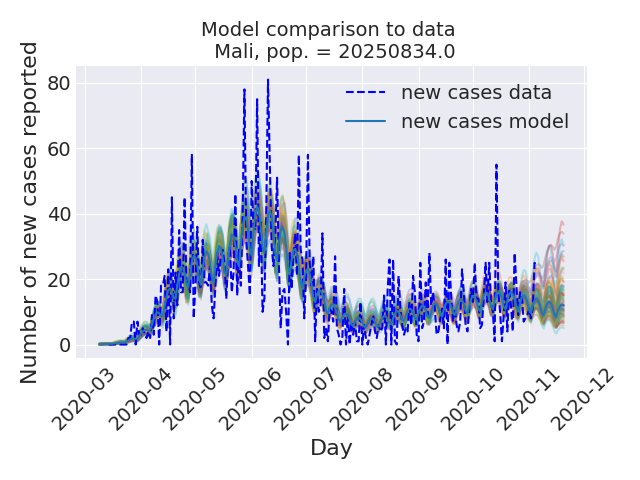 Model comparison to data
Mali, pop. = 20250834.0
Number of new cases reported
80
60
40
20
0
new cases data
new cases model
2020-03
2020-04
2020-05
2020-06
2020-07
2020-08
2020-09
2020-10
2020-11
2020-12
Day